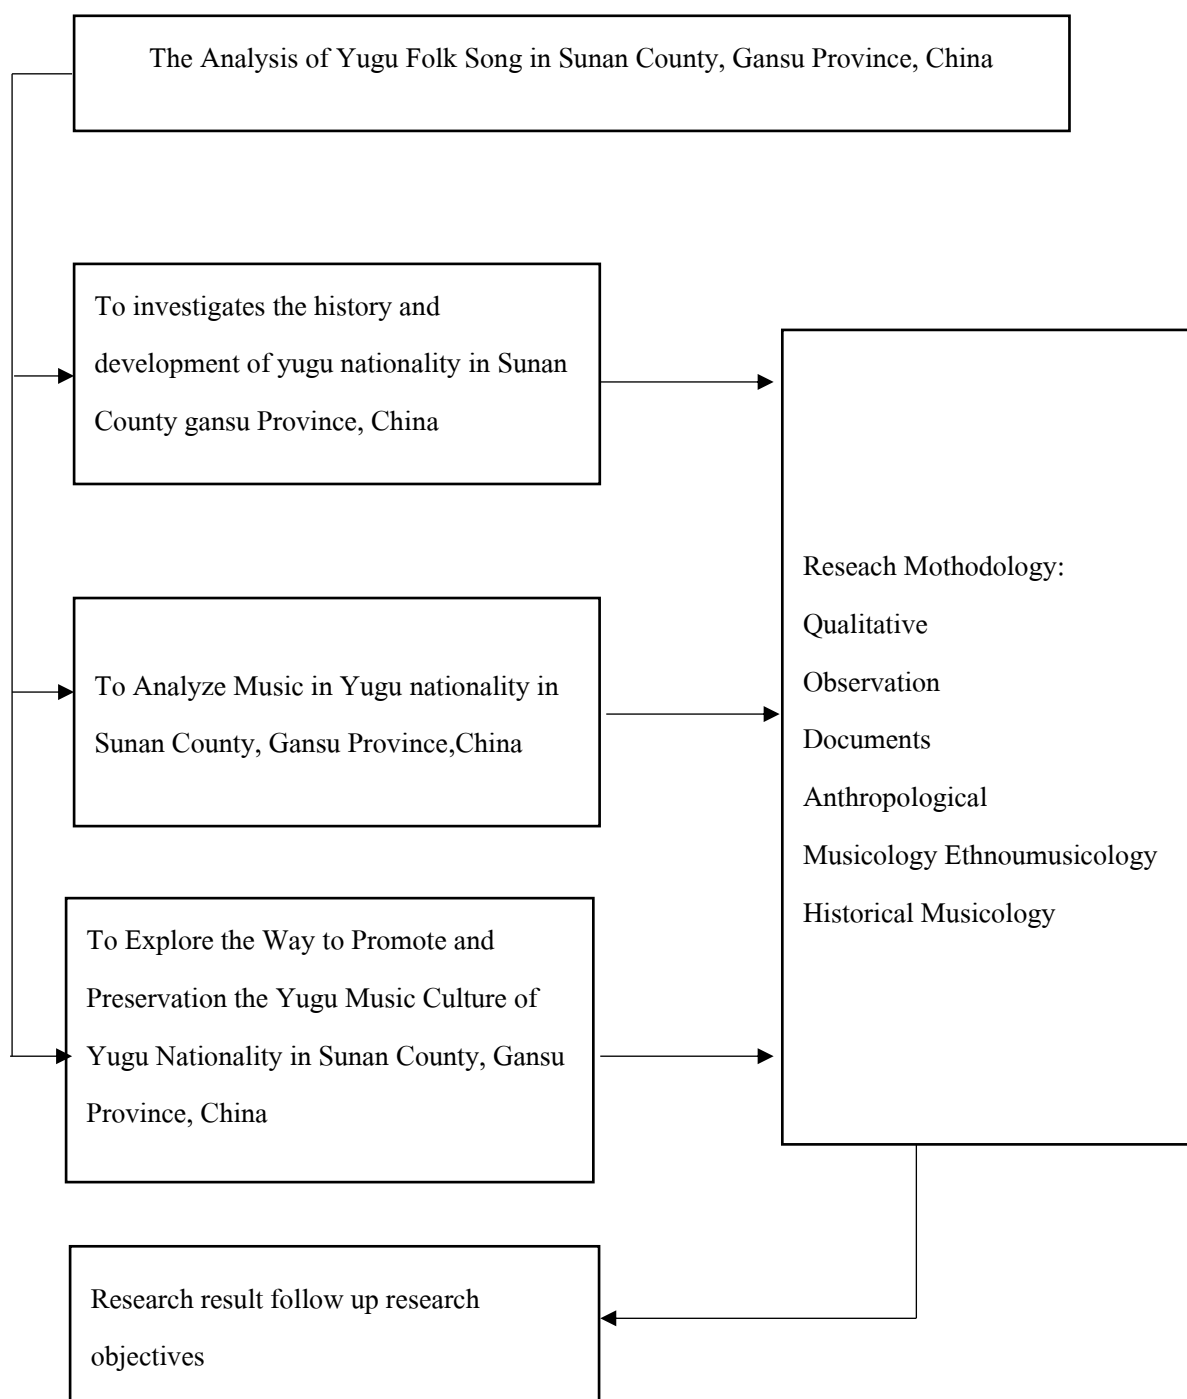 The Analysis of Yugu Folk Song in Sunan County, Gansu Province, China
To investigates the history and
development of yugu nationality in Sunan
County gansu Province, China
To Analyze Music in Yugu nationality in
Sunan County, Gansu Province,China
To Explore the Way to Promote and
Preservation the Yugu Music Culture of
Yugu Nationality in Sunan County, Gansu
Province, China
Reseach Mothodology:
Qualitative
Observation
Documents
Anthropological
Musicology Ethnoumusicology
Historical Musicology
Research result follow up research
objectives